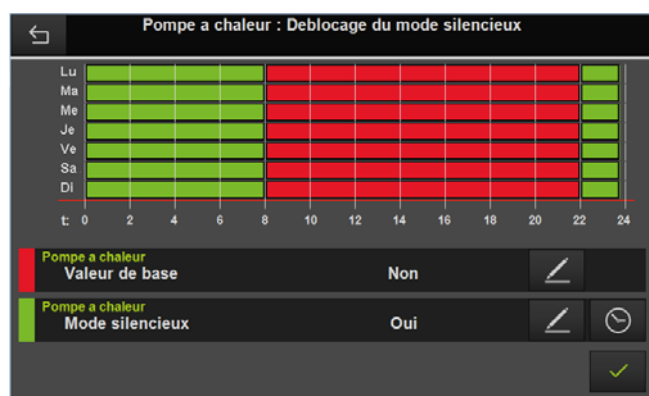 Pompe a chaleur : Deblocage du mode silencieux
Lu
Ma
Me
Je
Ve
Sa
Di
t: 0 2 4 6 8 10 12 14 16 18 20 22 24
Pompe a chaleur
Valeur de base Non
Pompe a chaleur
Mode silencieux Oui